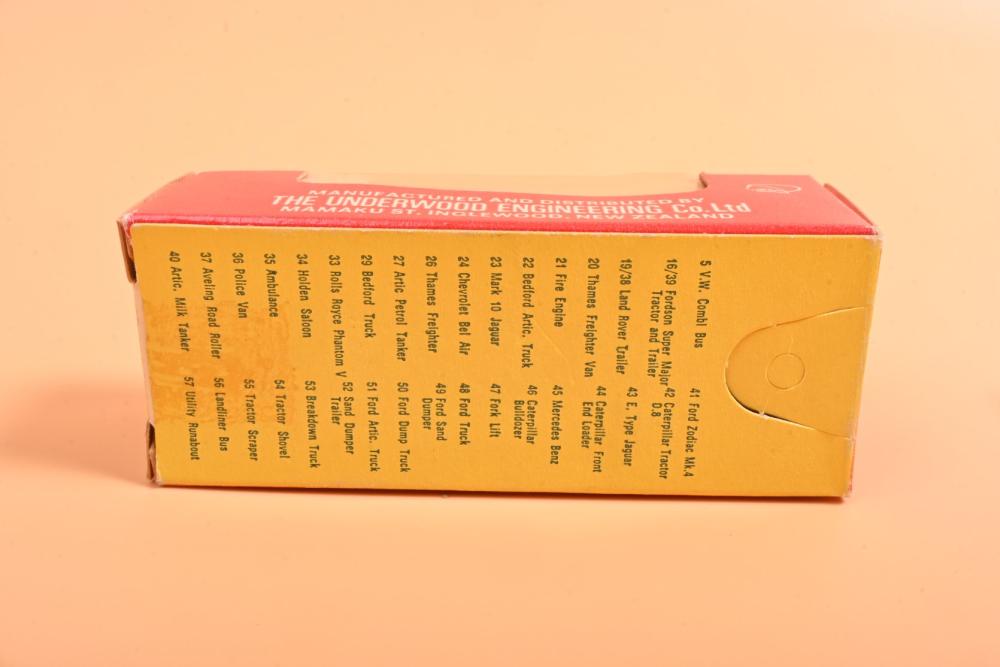 MANUFACTURED AND DISTRIBUTED BY
THE UNDERWOOD ENGINEERING Co. Ltd
MAMAKU ST. INGLEWOOD. NEW ZEALAND
5 V.W. Combi Bus
16/39 Fordson Super Major
Tractor and Trailer
19/38 Land Rover Trailer
20 Thames Freighter Van
21 Fire Engine
22 Bedford Artic. Truck
23 Mark 10 Jaguar
24 Chevrolet Bel Air
26 Thames Freighter
27 Artic Petrol Tanker
29 Bedford Truck
33 Rolls Royce Phantom V
34 Holden Saloon
35 Ambulance
36 Police Van
37 Aveling Road Roller
40 Artic. Milk Tanker
41 Ford Zodiac Mk.4
42 Caterpillar Tractor
D.8
43 E. Type Jaguar
44 Caterpillar Front
End Loader
45 Mercedes Benz
46 Caterpillar
Bulldozer
47 Fork Lift
48 Ford Truck
49 Ford Sand
Dumper
50 Ford Dump Truck
51 Ford Artic. Truck
52 Sand Dumper
Trailer
53 Breakdown Truck
54 Tractor Shovel
55 Tractor Scraper
56 Landliner Bus
57 Utility Runabout